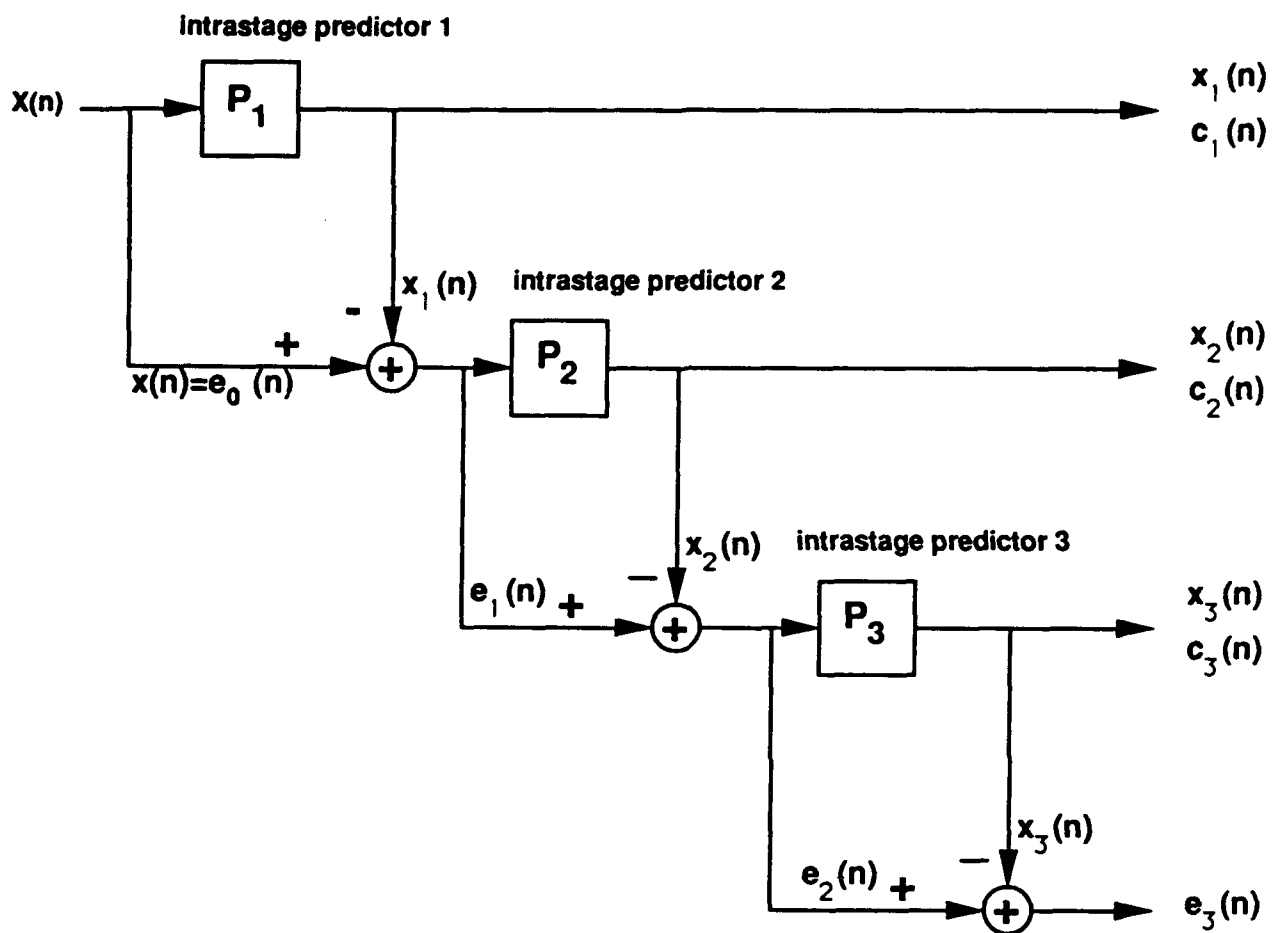 intrastage predictor 1
X(n)
P₁
x₁(n)
c₁(n)
- x₁(n)
intrastage predictor 2
+
x(n)=e₀(n)
+
P₂
x₂(n)
c₂(n)
— x₂(n)
intrastage predictor 3
e₁(n) +
+
P₃
x₃(n)
c₃(n)
— x₃(n)
e₂(n) +
+
e₃(n)